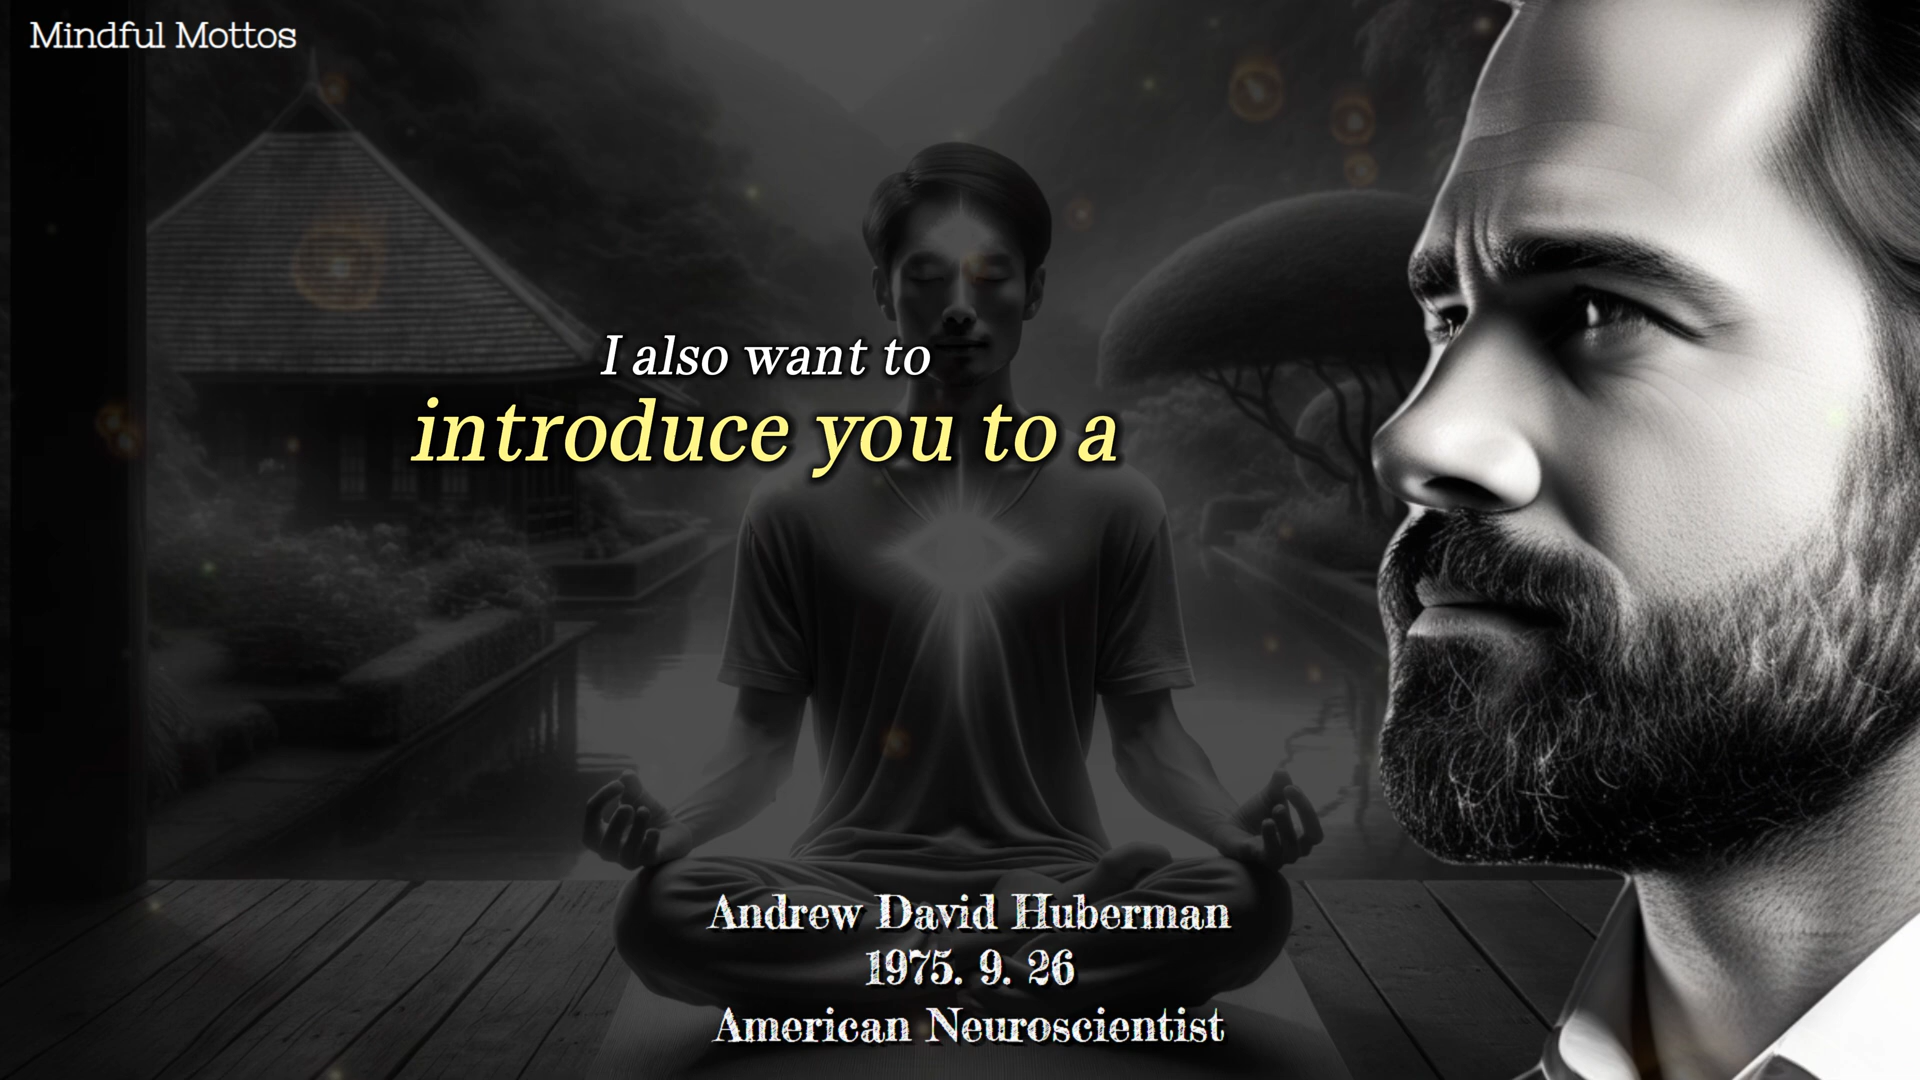 Mindful Mottos
I also want to
introduce you to a
Andrew David Huberman
1975. 9. 26
American Neuroscientist